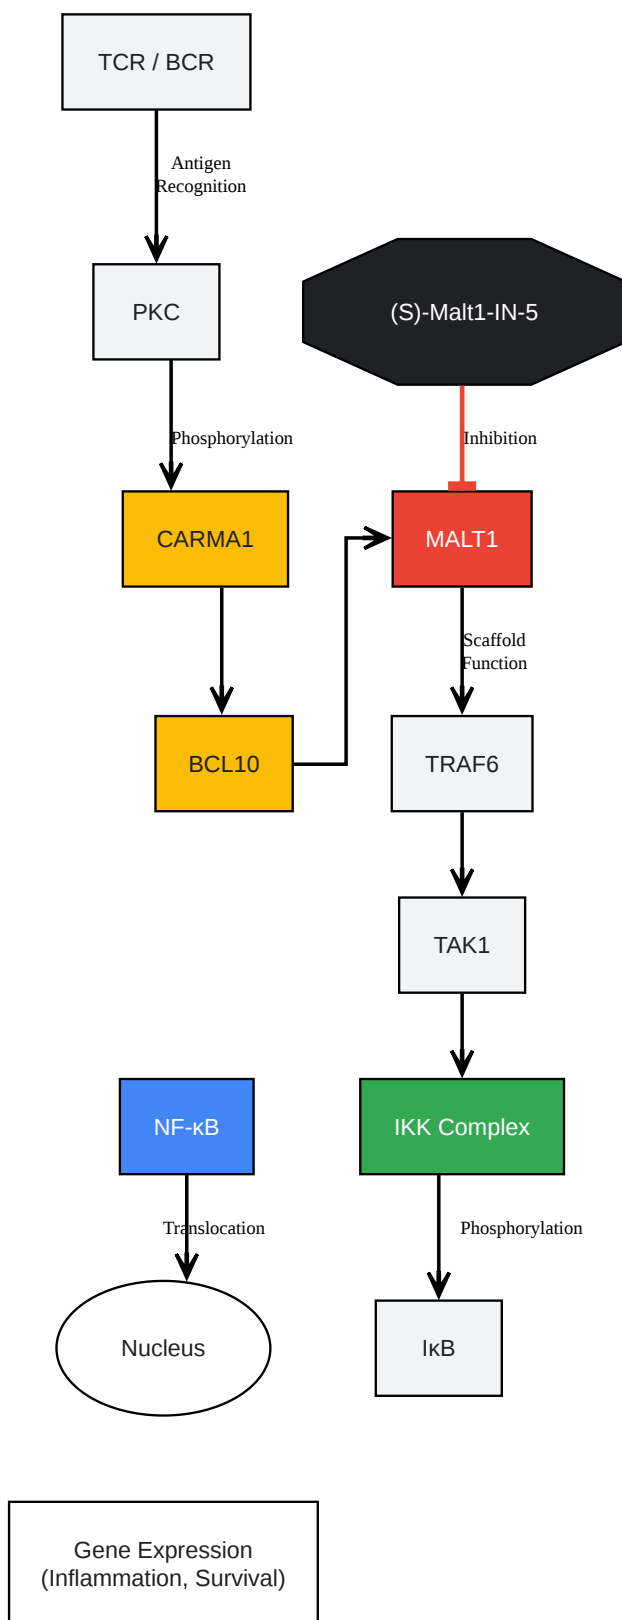 TCR / BCR
Antigen
Recognition
PKC
(S)-Malt1-IN-5
Phosphorylation
Inhibition
CARMA1
MALT1
Scaffold
Function
BCL10
TRAF6
TAK1
NF-κB
IKK Complex
Translocation
Phosphorylation
Nucleus
IκB
Gene Expression
(Inflammation, Survival)